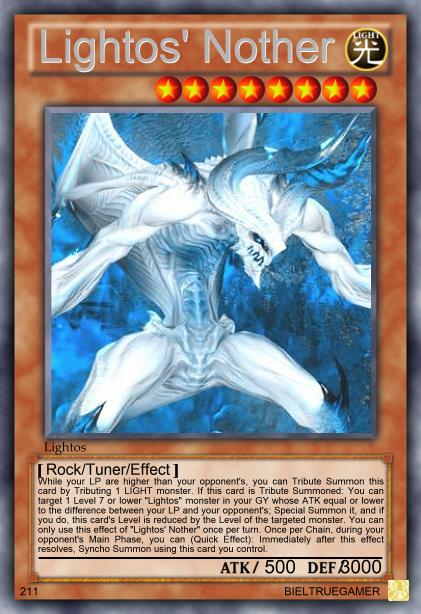 Lightos' Nother
LIGHT
光
Lightos
[ Rock/Tuner/Effect ]
While your LP are higher than your opponent's, you can Tribute Summon this
card by Tributing 1 LIGHT monster. If this card is Tribute Summoned: You can
target 1 Level 7 or lower "Lightos" monster in your GY whose ATK equal or lower
to the difference between your LP and your opponent's; Special Summon it, and if
you do, this card's Level is reduced by the Level of the targeted monster. You can
only use this effect of "Lightos' Nother" once per turn. Once per Chain, during your
opponent's Main Phase, you can (Quick Effect): Immediately after this effect
resolves, Syncho Summon using this card you control.
ATK/ 500 DEF/3000
211 BIELTRUEGAMER